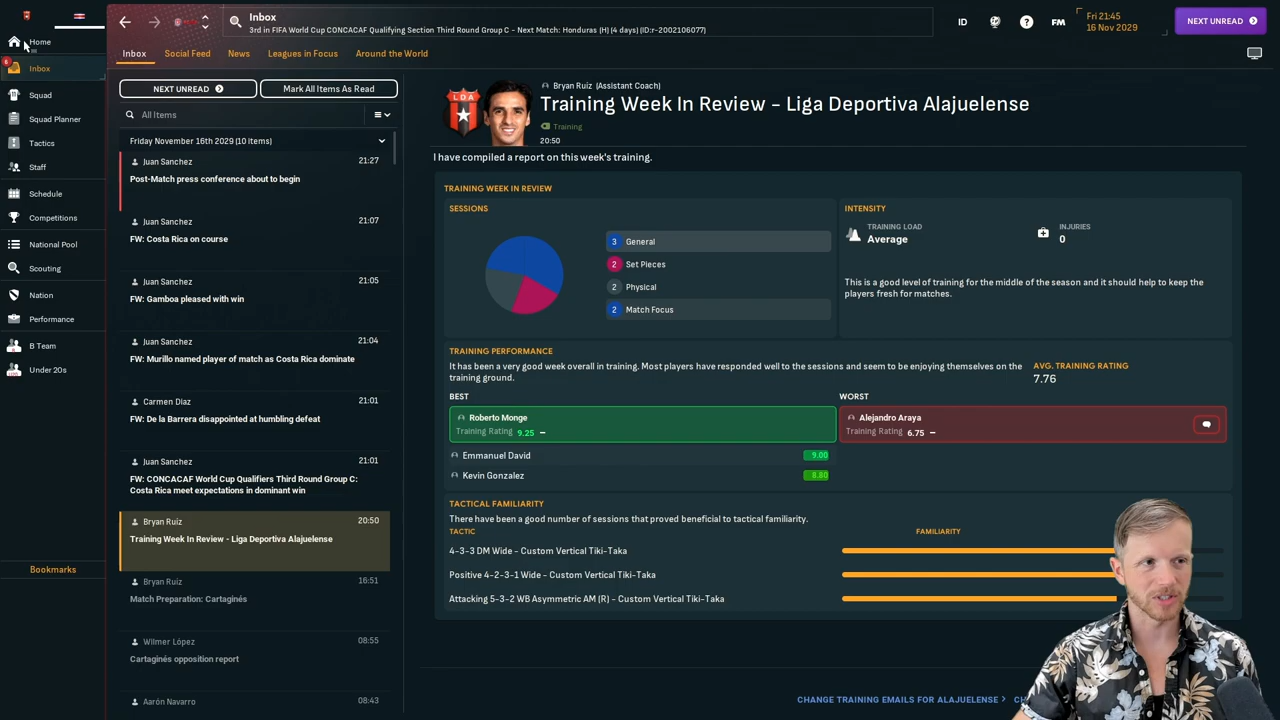 Inbox
3rd in FIFA World Cup CONCACAF Qualifying Section Third Round Group C - Next Match: Honduras (H) (4 days) (ID:r-2002106077)
ID
?
FM
Fri 21:45
16 Nov 2029
NEXT UNREAD
Home
6
Inbox
Squad
Squad Planner
Tactics
Staff
Schedule
Competitions
National Pool
Scouting
Nation
Performance
B Team
Under 20s
Bookmarks
Inbox
Social Feed
News
Leagues in Focus
Around the World
NEXT UNREAD
Mark All Items As Read
All Items
Friday November 16th 2029 (10 items)
Juan Sanchez
21:27
Post-Match press conference about to begin
Juan Sanchez
21:07
FW: Costa Rica on course
Juan Sanchez
21:05
FW: Gamboa pleased with win
Juan Sanchez
21:04
FW: Murillo named player of match as Costa Rica dominate
Carmen Diaz
21:01
FW: De la Barrera disappointed at humbling defeat
Juan Sanchez
21:01
FW: CONCACAF World Cup Qualifiers Third Round Group C:
Costa Rica meet expectations in dominant win
Bryan Ruíz
20:50
Training Week In Review - Liga Deportiva Alajuelense
Bryan Ruíz
16:51
Match Preparation: Cartaginés
Wilmer López
08:55
Cartaginés opposition report
Aarón Navarro
08:43
LDA
Bryan Ruíz (Assistant Coach)
Training Week In Review - Liga Deportiva Alajuelense
Training
20:50
I have compiled a report on this week's training.
TRAINING WEEK IN REVIEW
SESSIONS
3 General
2 Set Pieces
2 Physical
2 Match Focus
INTENSITY
TRAINING LOAD
Average
INJURIES
0
This is a good level of training for the middle of the season and it should help to keep the
players fresh for matches.
TRAINING PERFORMANCE
It has been a very good week overall in training. Most players have responded well to the sessions and seem to be enjoying themselves on the
training ground.
AVG. TRAINING RATING
7.76
BEST
Roberto Monge
Training Rating 9.25 –
Emmanuel David
9.00
Kevin Gonzalez
8.80
WORST
Alejandro Araya
Training Rating 6.75 –
TACTICAL FAMILIARITY
There have been a good number of sessions that proved beneficial to tactical familiarity.
TACTIC
FAMILIARITY
4-3-3 DM Wide - Custom Vertical Tiki-Taka
Positive 4-2-3-1 Wide - Custom Vertical Tiki-Taka
Attacking 5-3-2 WB Asymmetric AM (R) - Custom Vertical Tiki-Taka
CHANGE TRAINING EMAILS FOR ALAJUELENSE >